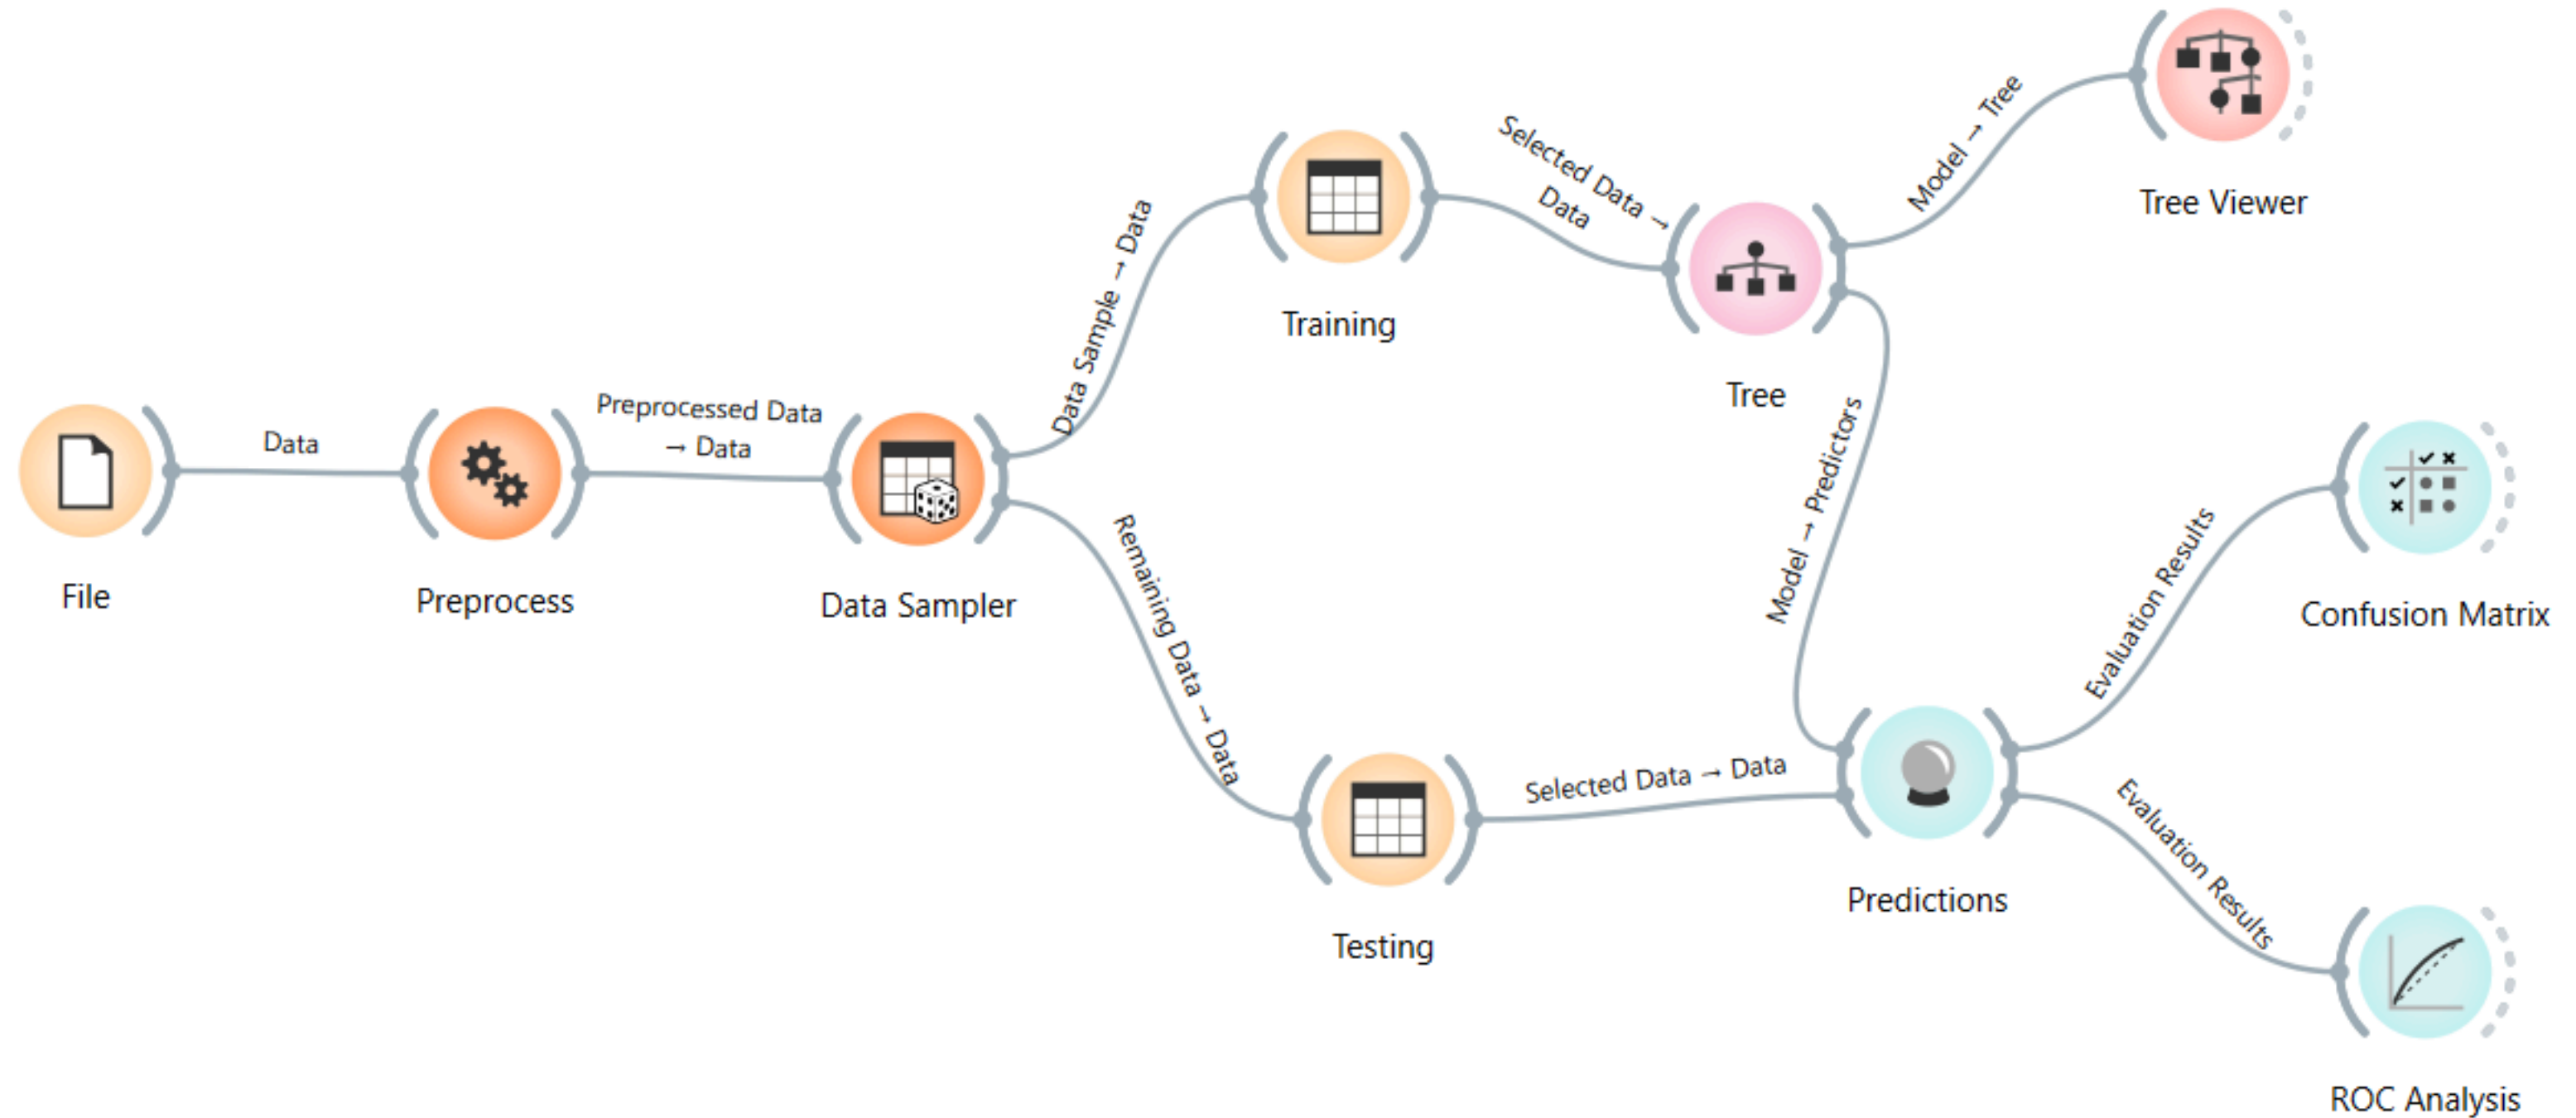 Tree Viewer
Model → Tree
Selected Data →
Data
Training
Tree
Data Sample → Data
Data
Preprocessed Data
→ Data
File
Preprocess
Data Sampler
Model → Predictors
Remaining Data → Data
Evaluation Results
Confusion Matrix
Selected Data → Data
Testing
Predictions
Evaluation Results
ROC Analysis